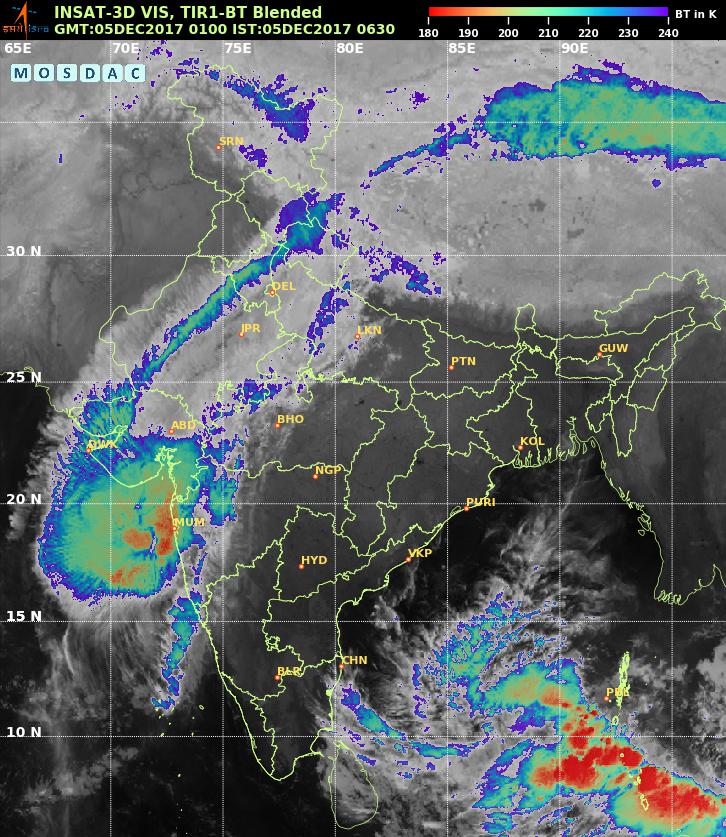 INSAT-3D VIS, TIR1-BT Blended
GMT:05DEC2017 0100 IST:05DEC2017 0630
BT in K
180 190 200 210 220 230 240
65E 70E 75E 80E 85E 90E
MOSDAC
SRN
30 N
DEL
JPR
LKN
GUW
PTN
25 N
ABD
BHO
DWK
KOL
NGP
20 N
PURI
MUM
VKP
HYD
15 N
CHN
BLR
PBL
10 N